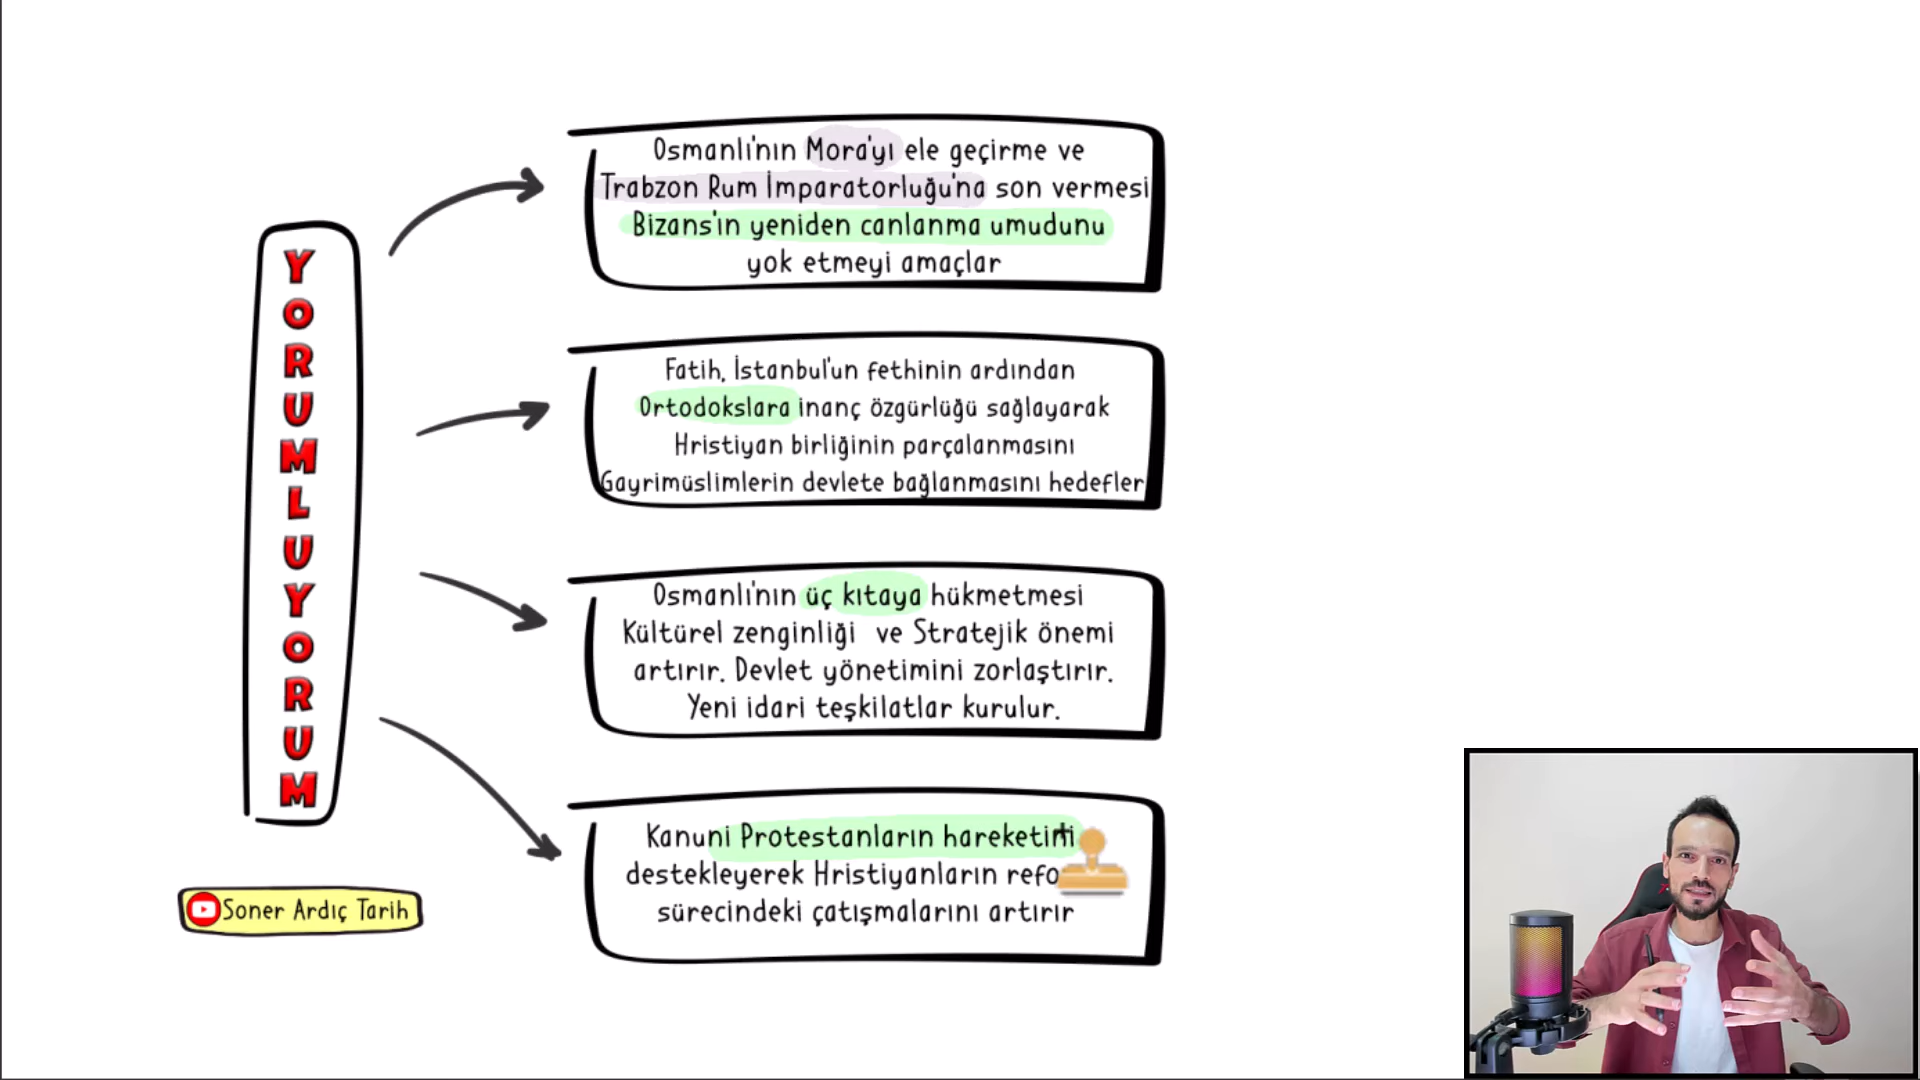 YORUMLUYORUM
Osmanlı'nın Mora'yı ele geçirme ve
Trabzon Rum İmparatorluğu'na son vermesi
Bizans'ın yeniden canlanma umudunu
yok etmeyi amaçlar
Fatih, İstanbul'un fethinin ardından
Ortodokslara inanç özgürlüğü sağlayarak
Hristiyan birliğinin parçalanmasını
Gayrimüslimlerin devlete bağlanmasını hedefler
Osmanlı'nın üç kıtaya hükmetmesi
Kültürel zenginliği ve Stratejik önemi
artırır. Devlet yönetimini zorlaştırır.
Yeni idari teşkilatlar kurulur.
Kanuni Protestanların hareketini
destekleyerek Hristiyanların
sürecindeki çatışmalarını artırır
Soner Ardıç Tarih